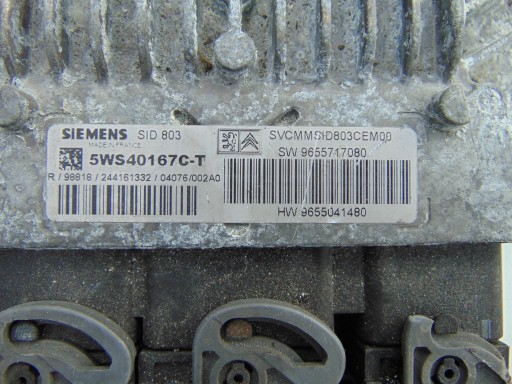 SIEMENS SID 803
MADE IN FRANCE
5WS40167C-T
R / 98818 / 244161332 / 04076/002A0
SVCMMSID803CEM00
SW 9655717080
HW 9655041480